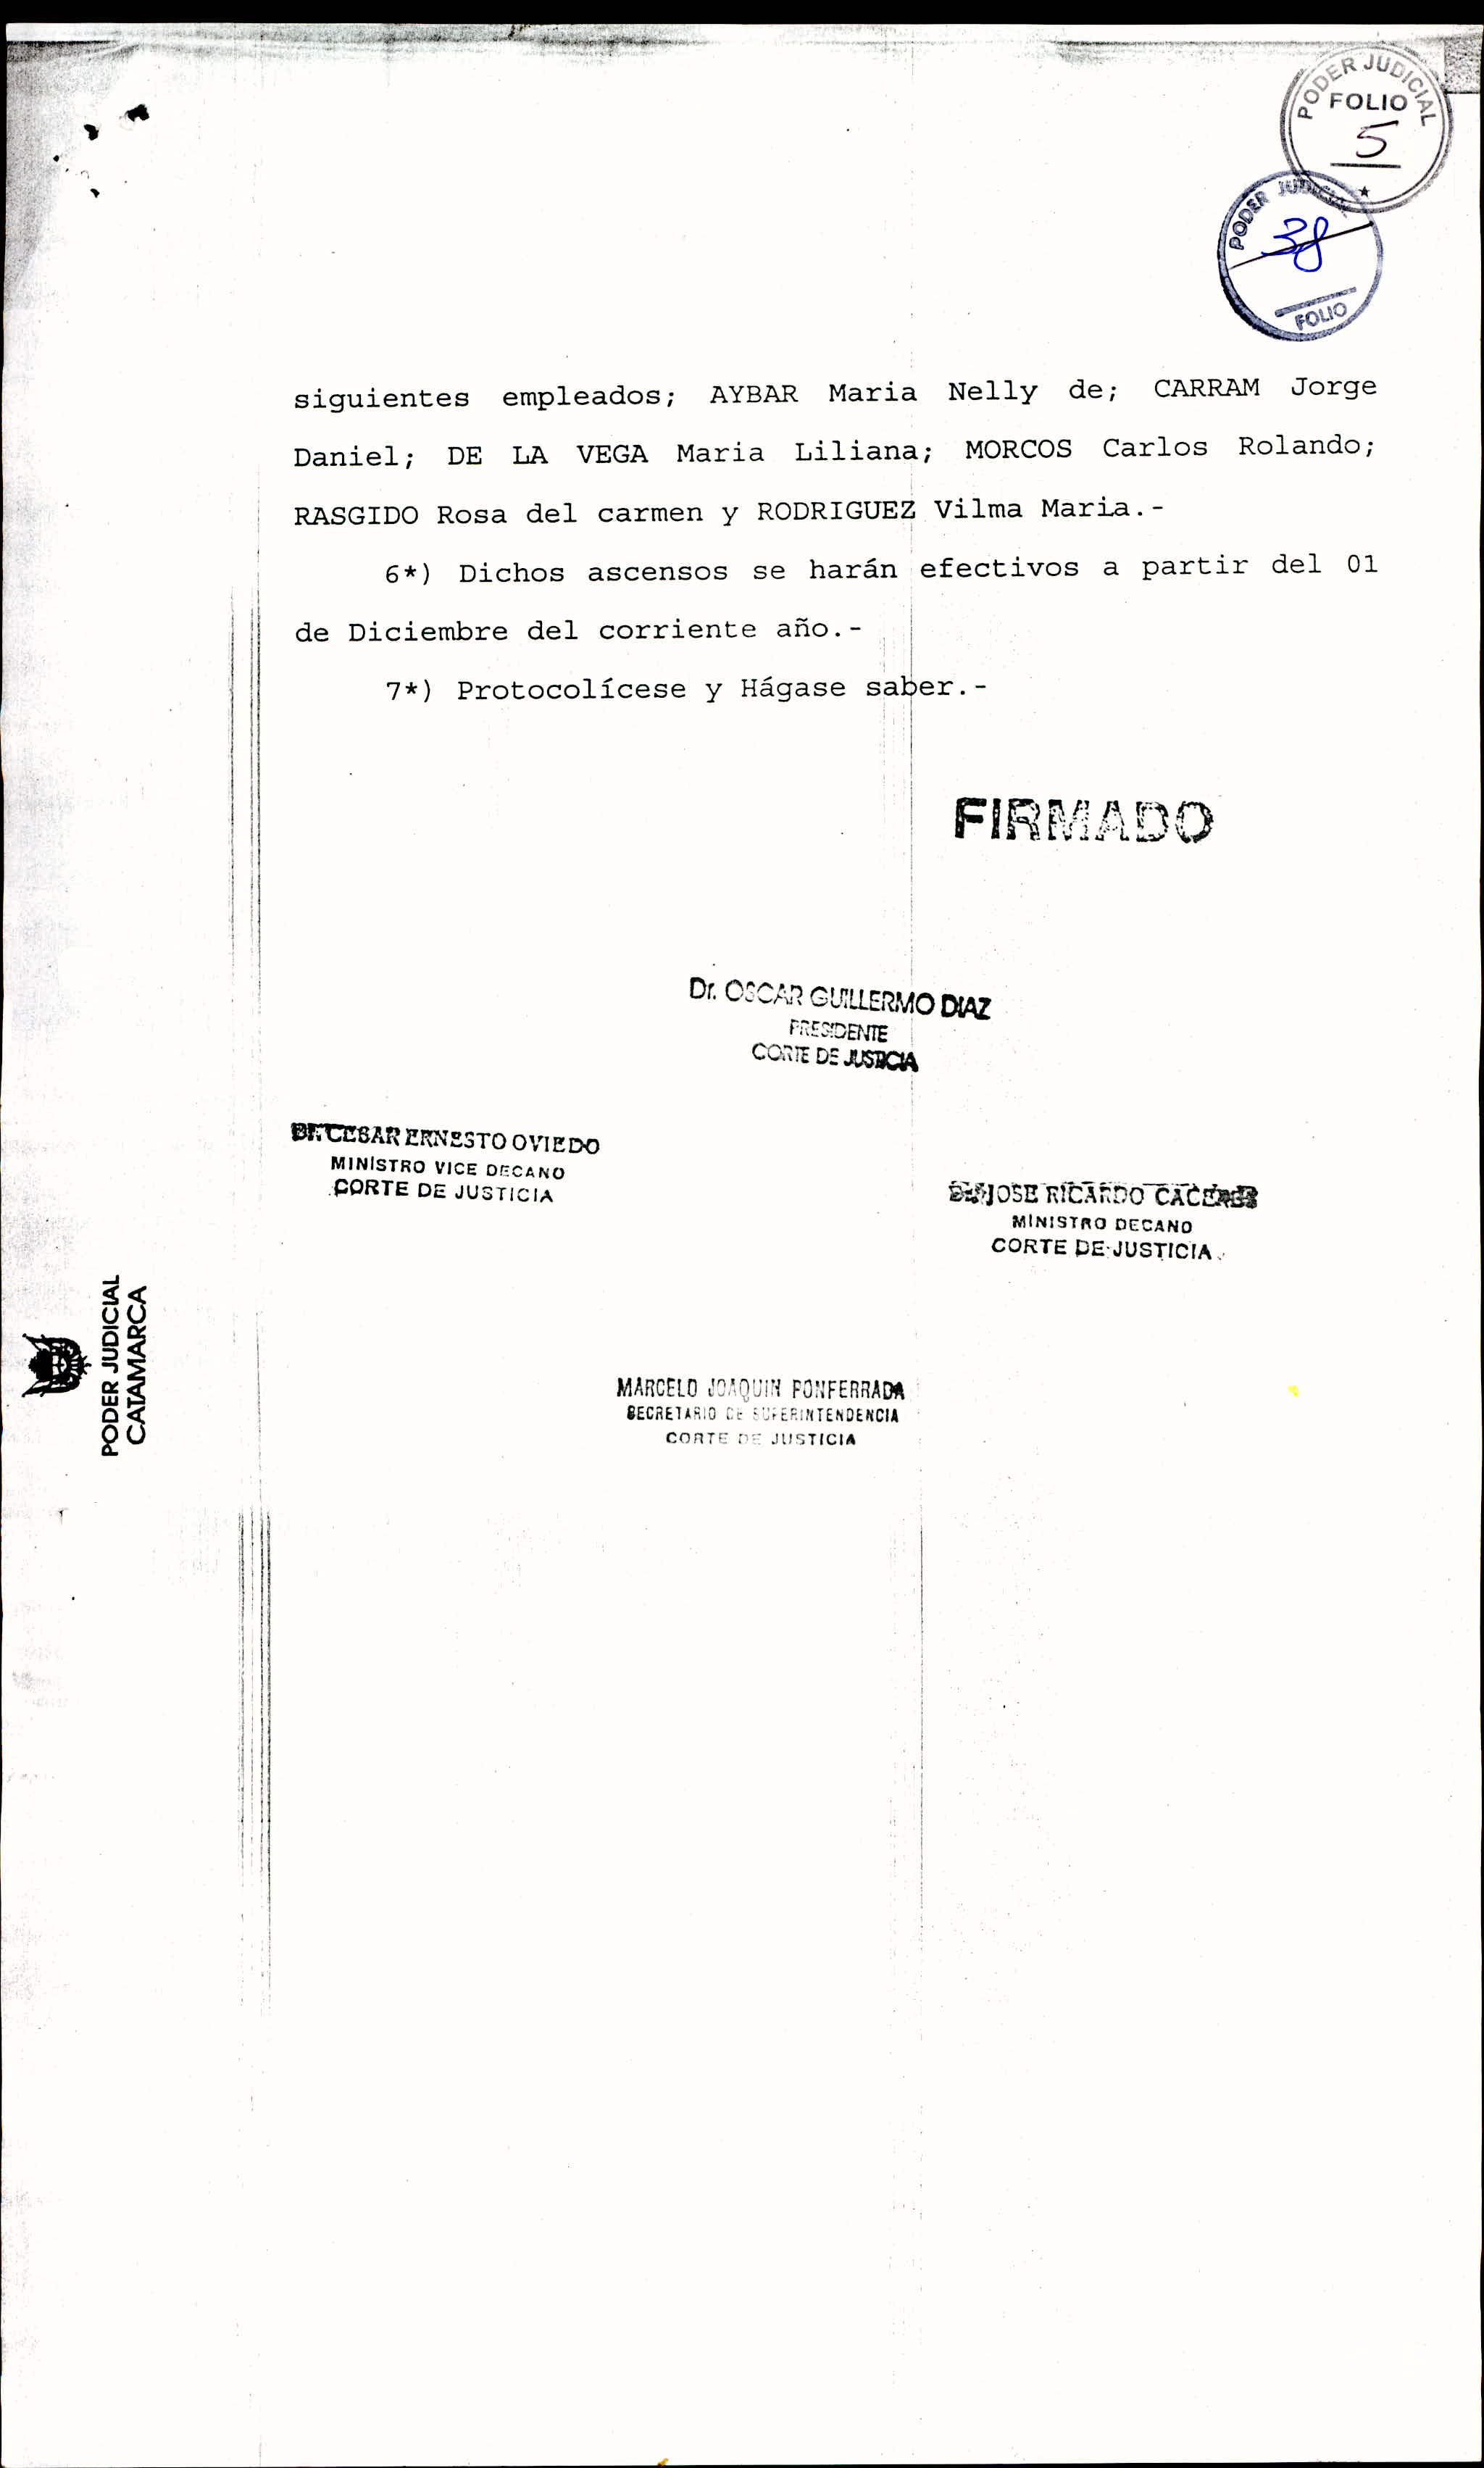 PODER JUDICIAL
FOLIO
5
PODER JUDICIAL
38
FOLIO
siguientes empleados; AYBAR Maria Nelly de; CARRAM Jorge
Daniel; DE LA VEGA Maria Liliana; MORCOS Carlos Rolando;
RASGIDO Rosa del carmen y RODRIGUEZ Vilma Maria.-
6*) Dichos ascensos se harán efectivos a partir del 01
de Diciembre del corriente año.-
7*) Protocolícese y Hágase saber.-
FIRMADO
Dr. OSCAR GUILLERMO DIAZ
PRESIDENTE
CORTE DE JUSTICIA
Dr. CESAR ERNESTO OVIEDO
MINISTRO VICE DECANO
CORTE DE JUSTICIA
JOSE RICARDO CACERES
MINISTRO DECANO
CORTE DE JUSTICIA
MARCELO JOAQUIN PONFERRADA
SECRETARIO DE SUPERINTENDENCIA
CORTE DE JUSTICIA
PODER JUDICIAL
CATAMARCA